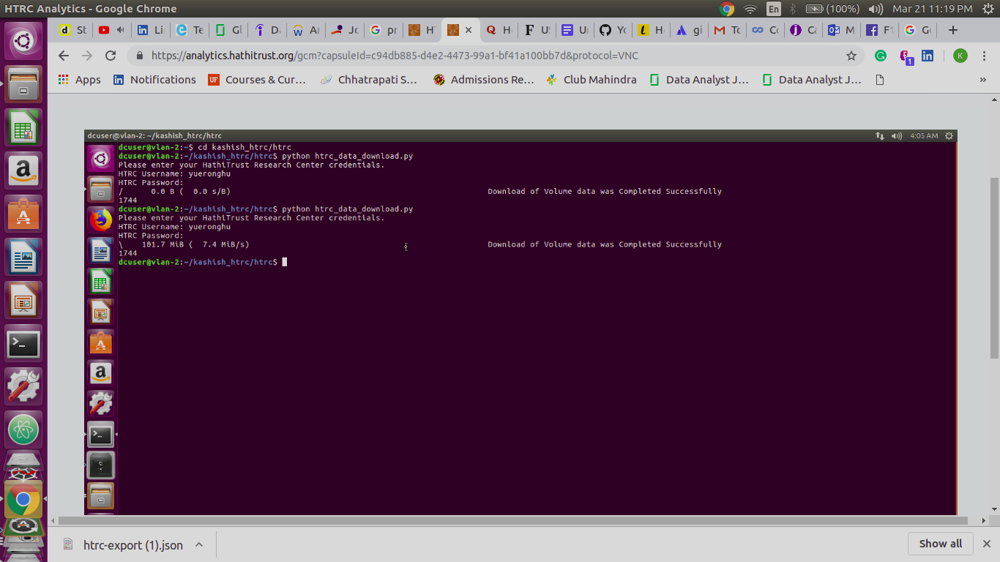 HTRC Analytics - Google Chrome
En (100%) Mar 21 11:19 PM
St Li Te Gl Da Ar Jo pr H H US Ur Yo H gi To Co Ca M F1 Go
https://analytics.hathitrust.org/gcm?capsuleId=c94db885-d4e2-4473-99a1-bf41a100bb7d&protocol=VNC
1 K
Apps Notifications UF Courses & Cur... Chhatrapati S... Admissions Re... Club Mahindra Data Analyst J... Data Analyst J... »
dcuser@vlan-2: ~/kashish_htrc/htrc 4:05 AM
dcuser@vlan-2:~$ cd kashish_htrc/htrc
dcuser@vlan-2:~/kashish_htrc/htrc$ python htrc_data_download.py
Please enter your HathiTrust Research Center credentials.
HTRC Username: yueronghu
HTRC Password:
/ 0.0 B ( 0.0 s/B) Download of Volume data was Completed Successfully
1744
dcuser@vlan-2:~/kashish_htrc/htrc$ python htrc_data_download.py
Please enter your HathiTrust Research Center credentials.
HTRC Username: yueronghu
HTRC Password:
\ 101.7 MiB ( 7.4 MiB/s) Download of Volume data was Completed Successfully
1744
dcuser@vlan-2:~/kashish_htrc/htrc$
htrc-export (1).json Show all